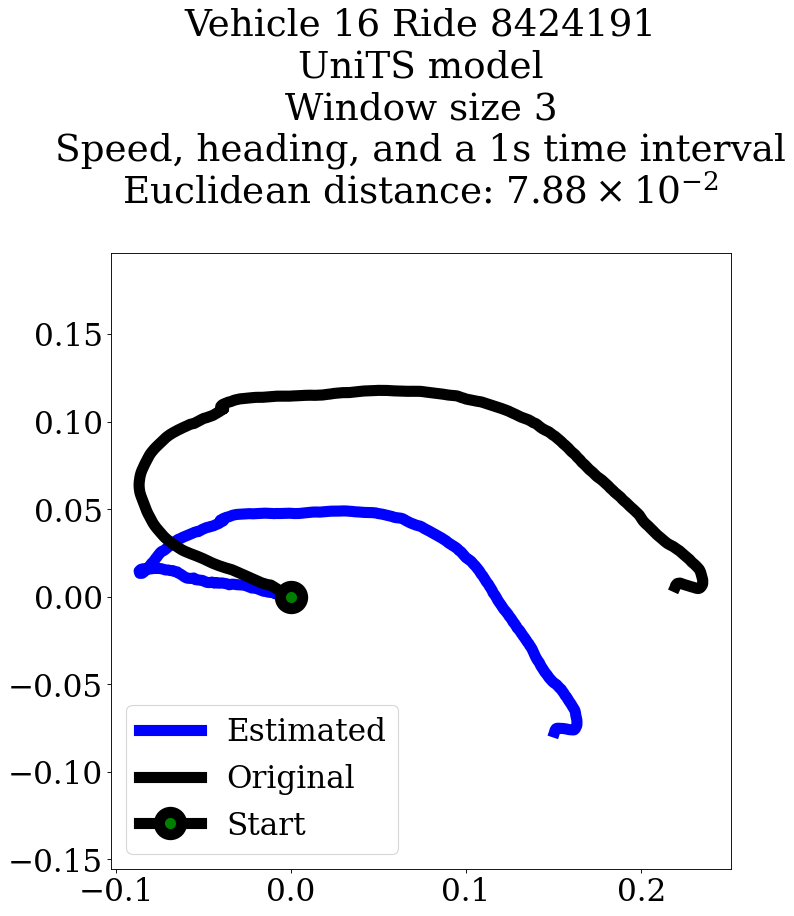 Vehicle 16 Ride 8424191
UniTS model
Window size 3
Speed, heading, and a 1s time interval
Euclidean distance: 7.88 × 10⁻²
0.15
0.10
0.05
0.00
−0.05
−0.10
−0.15
Estimated
Original
Start
−0.1
0.0
0.1
0.2